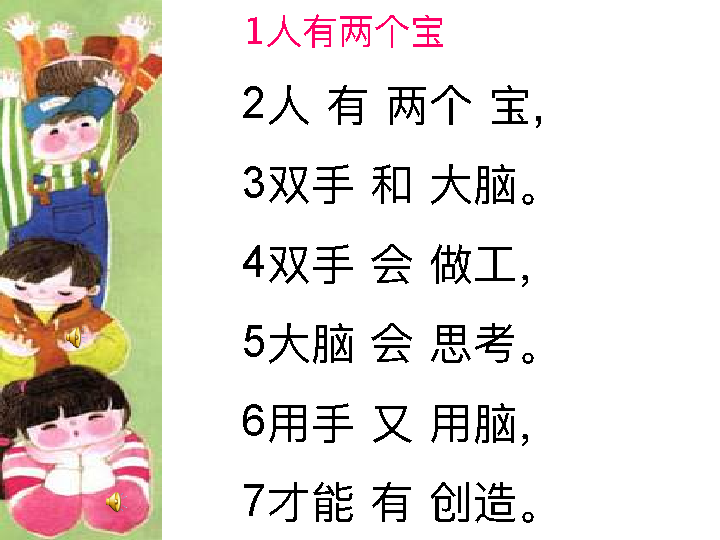 1人有两个宝
2人 有 两个 宝，
3双手 和 大脑。
4双手 会 做工，
5大脑 会 思考。
6用手 又 用脑，
7才能 有 创造。